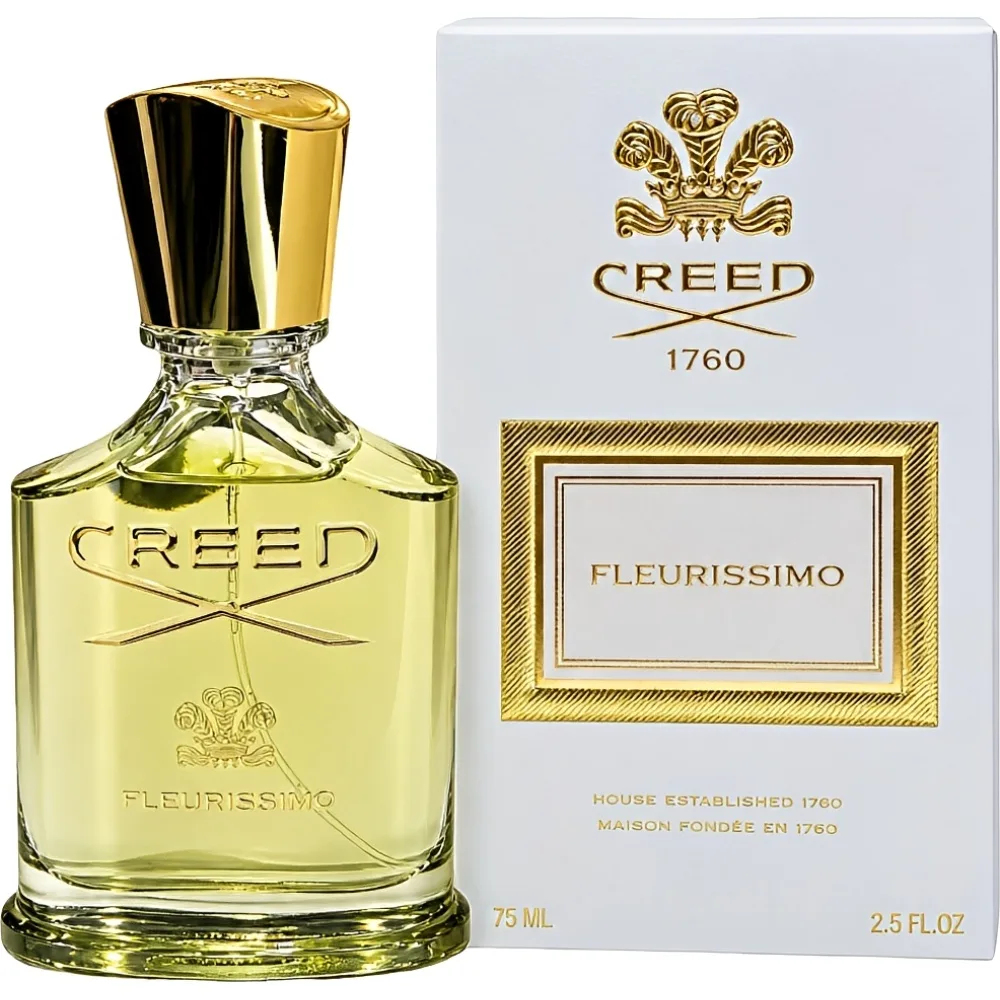 CREED
FLEURISSIMO
CREED
1760
FLEURISSIMO
HOUSE ESTABLISHED 1760
MAISON FONDÉE EN 1760
75 ML
2.5 FL.OZ